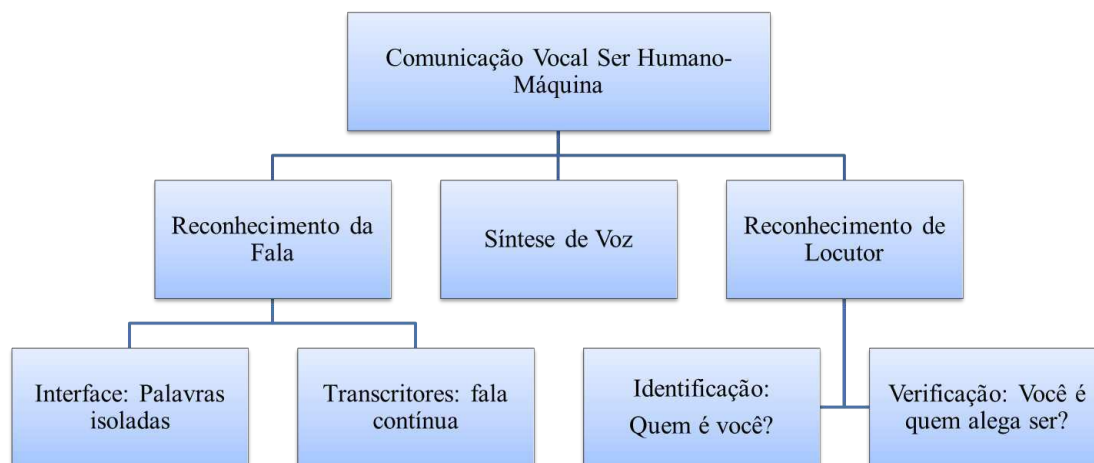 Comunicação Vocal Ser Humano-
Máquina
Reconhecimento da
Fala
Síntese de Voz
Reconhecimento de
Locutor
Interface: Palavras
isoladas
Transcritores: fala
contínua
Identificação:
Quem é você?
Verificação: Você é
quem alega ser?